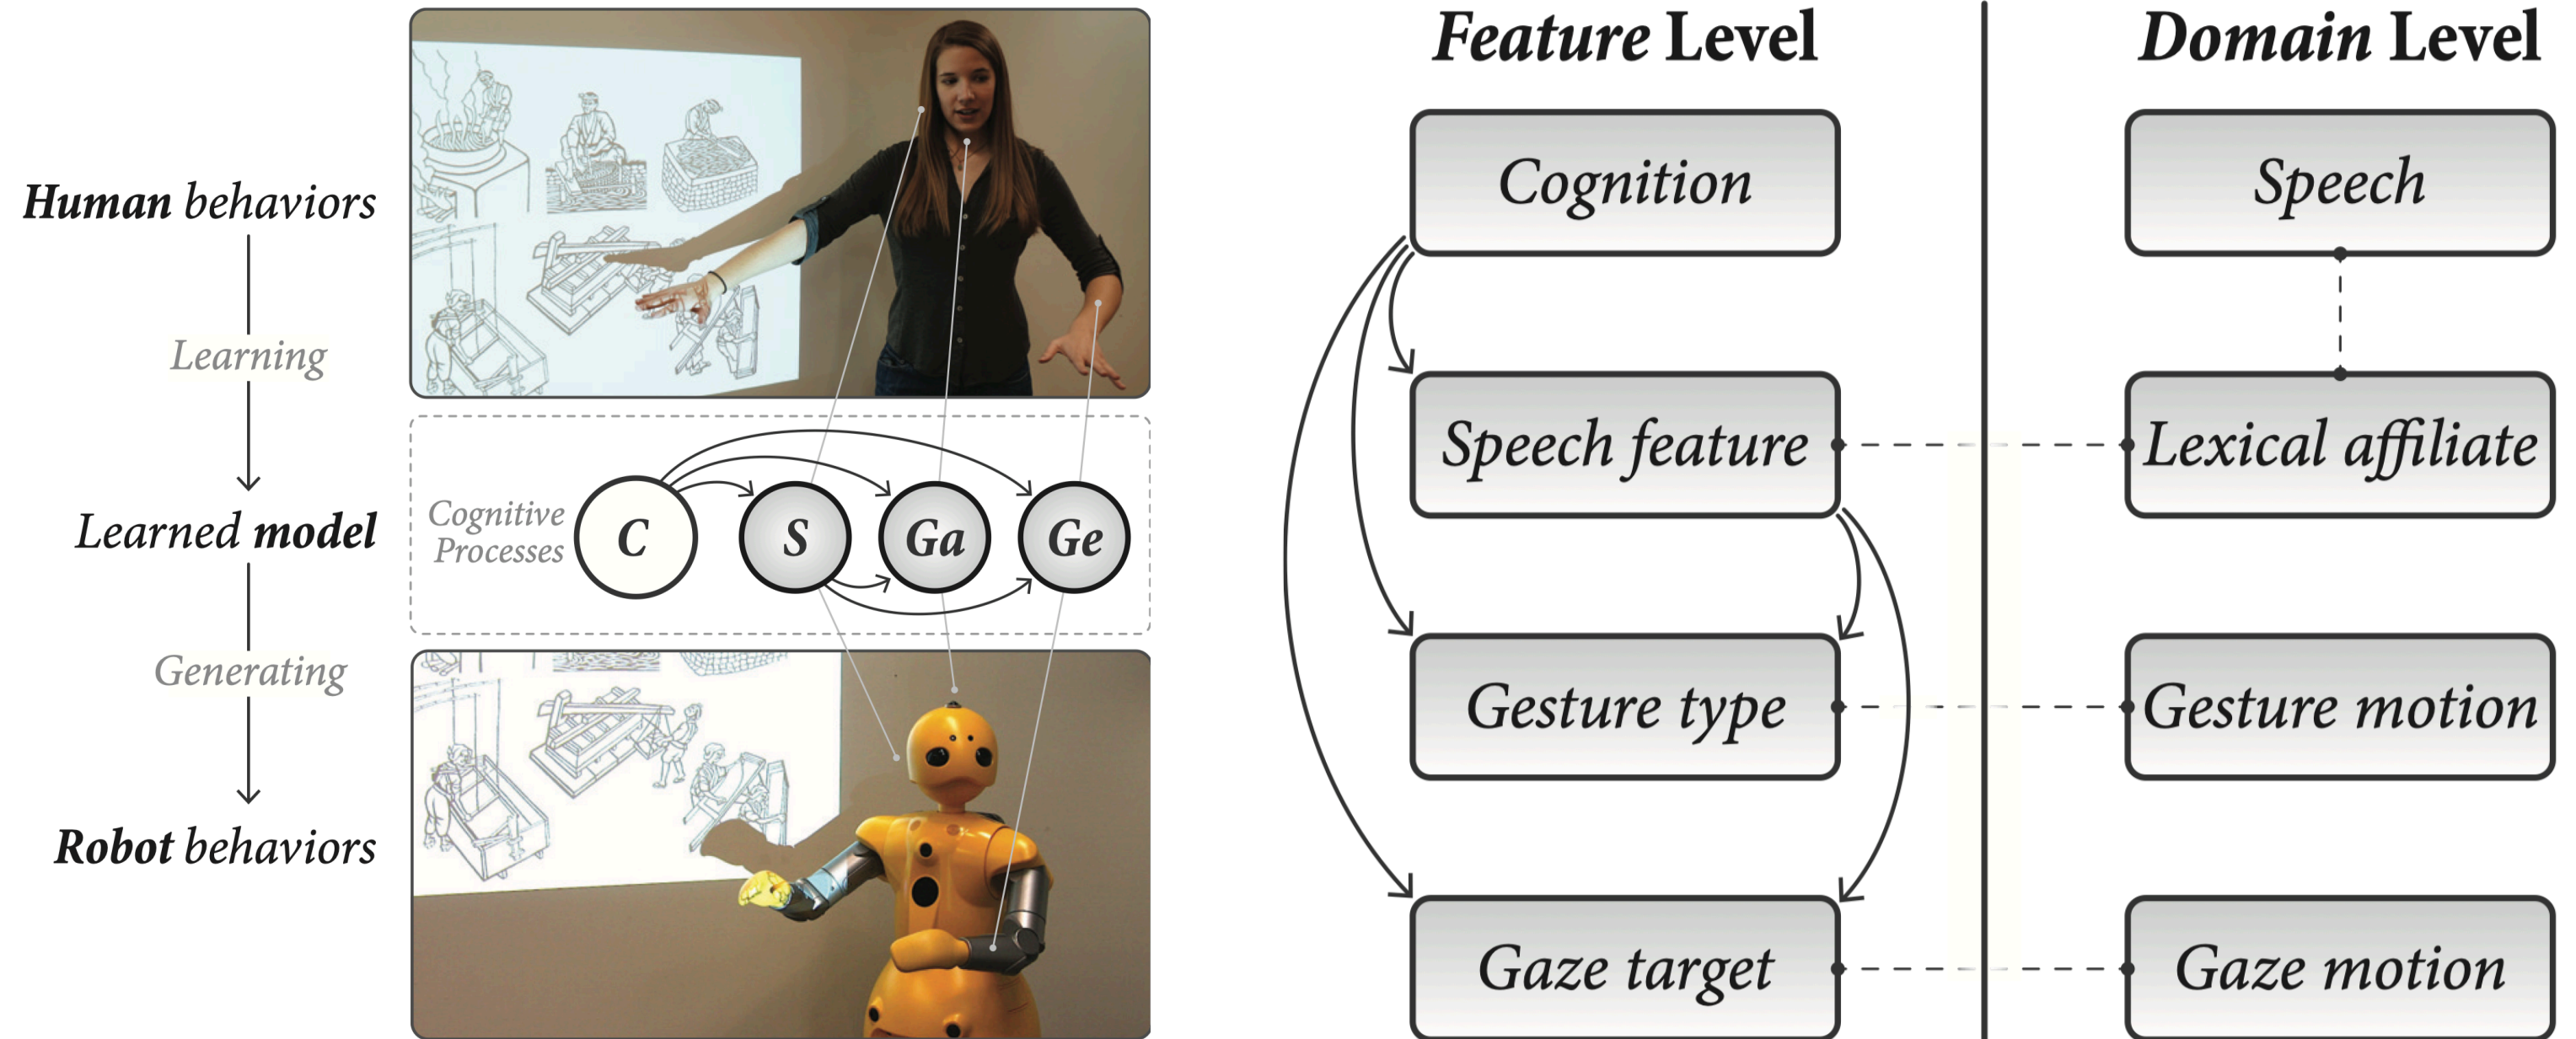 Human behaviors
Learning
Learned model
Generating
Robot behaviors
Cognitive
Processes
C
S
Ga
Ge
Feature Level
Cognition
Speech feature
Gesture type
Gaze target
Domain Level
Speech
Lexical affiliate
Gesture motion
Gaze motion